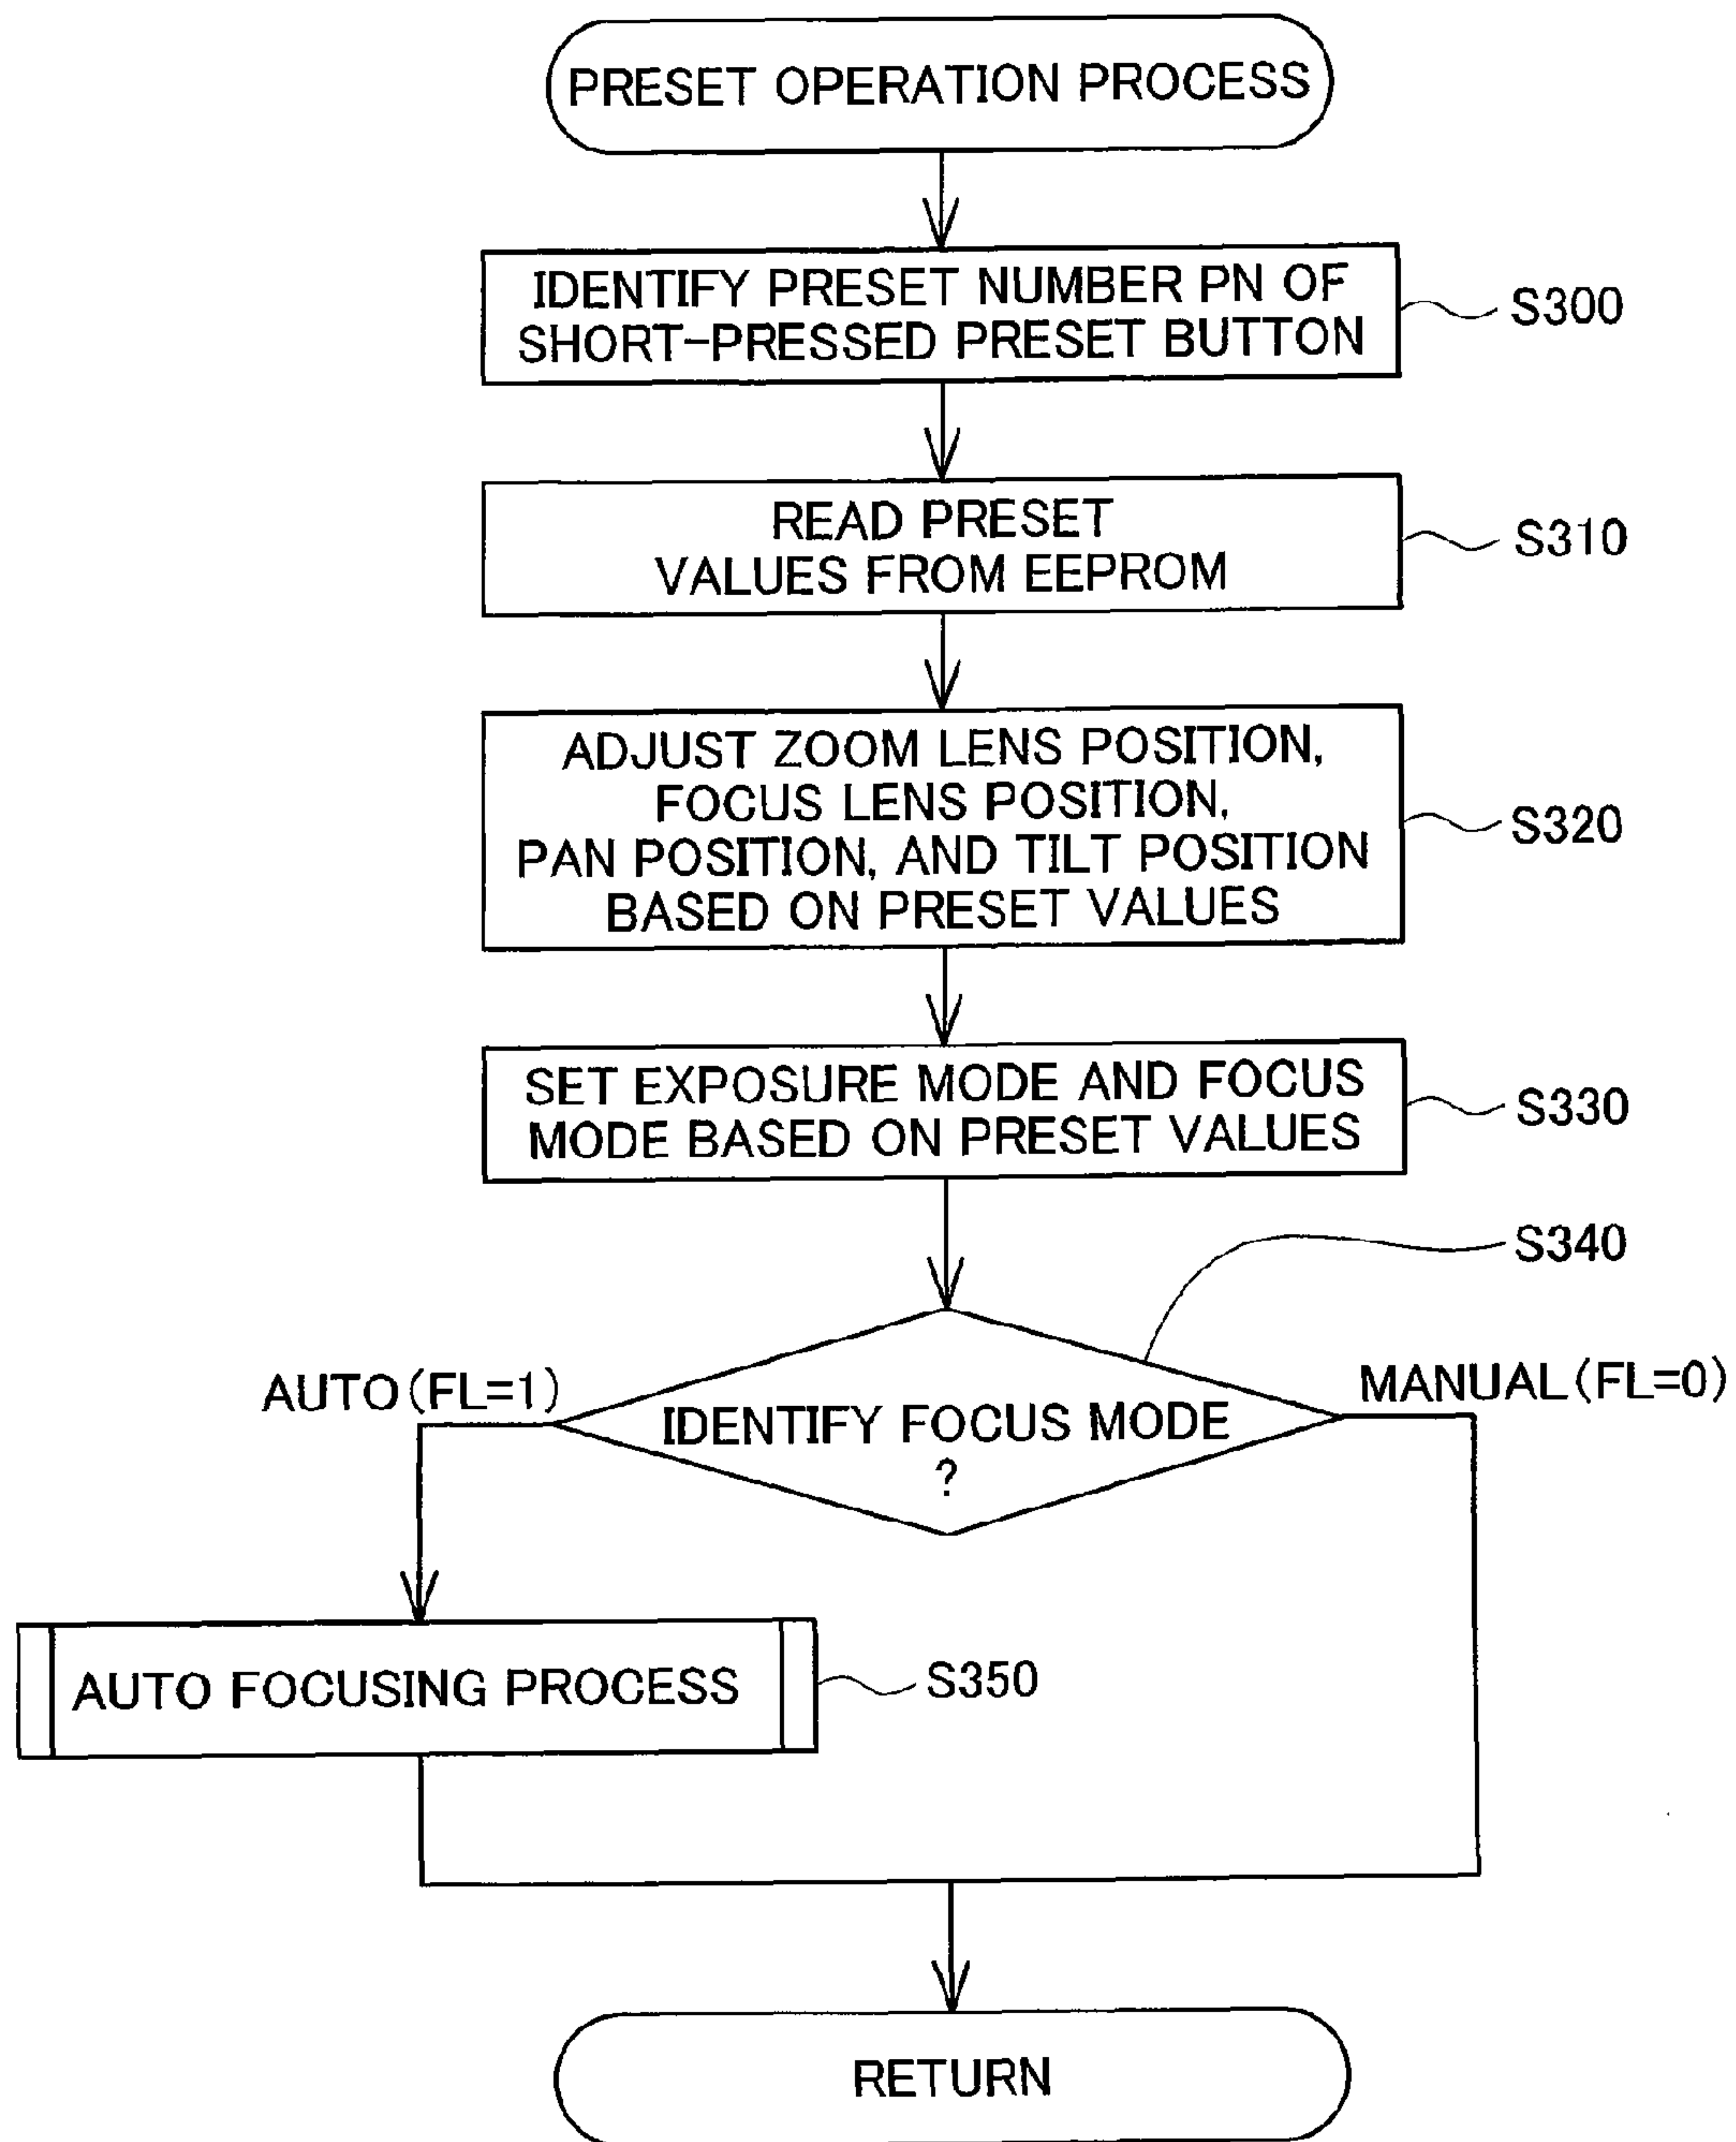 PRESET OPERATION PROCESS
IDENTIFY PRESET NUMBER PN OF
SHORT-PRESSED PRESET BUTTON
S300
READ PRESET
VALUES FROM EEPROM
S310
ADJUST ZOOM LENS POSITION,
FOCUS LENS POSITION,
PAN POSITION, AND TILT POSITION
BASED ON PRESET VALUES
S320
SET EXPOSURE MODE AND FOCUS
MODE BASED ON PRESET VALUES
S330
S340
AUTO(FL=1)
MANUAL(FL=0)
IDENTIFY FOCUS MODE
?
AUTO FOCUSING PROCESS
S350
RETURN